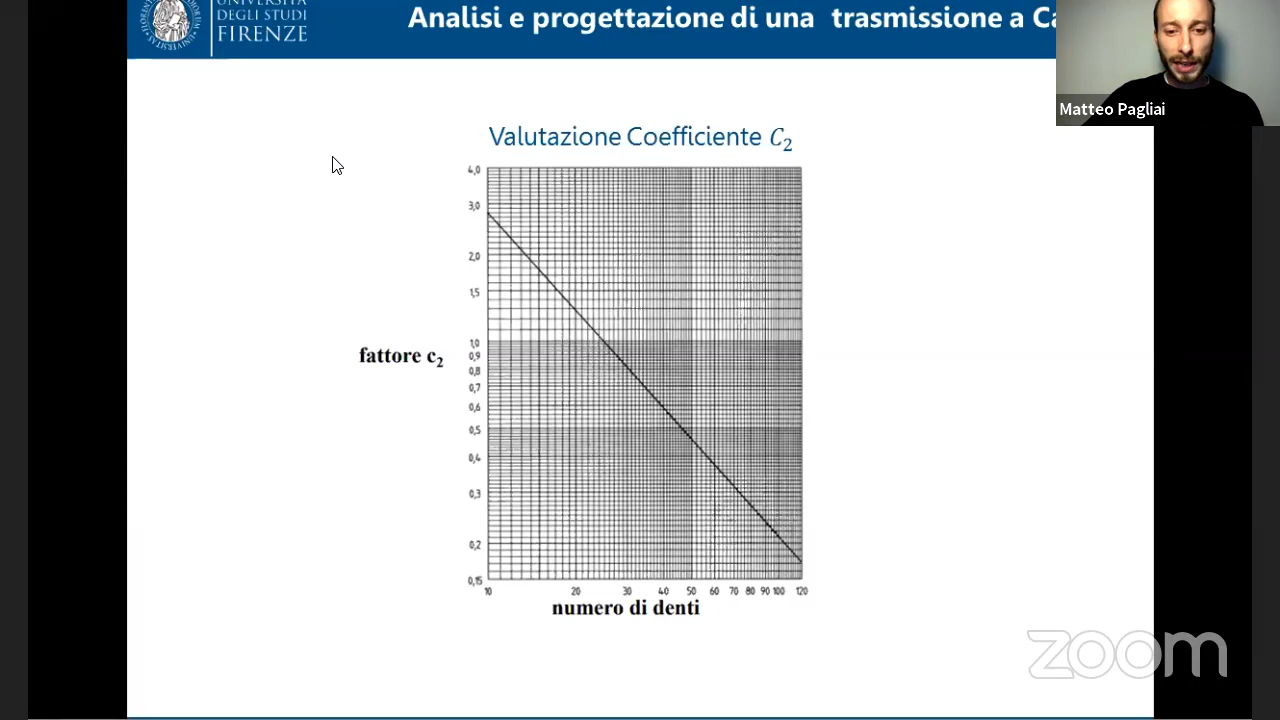 UNIVERSITÀ
DEGLI STUDI
FIRENZE
Analisi e progettazione di una trasmissione a Ca
Matteo Pagliai
Valutazione Coefficiente C₂
4,0
3,0
2,0
1,5
1,0
0,9
0,8
0,7
0,6
0,5
0,4
0,3
0,2
0,15
fattore c₂
10 20 30 40 50 60 70 80 90 100 120
numero di denti
zoom